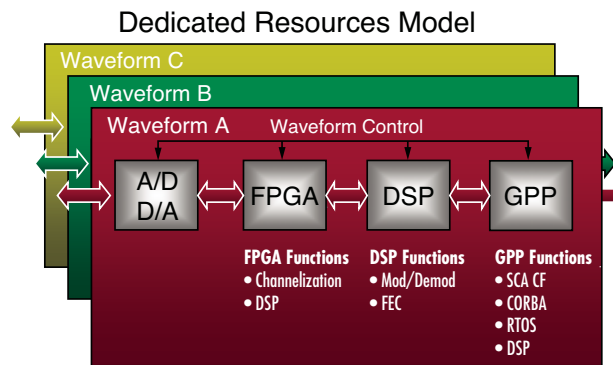 Dedicated Resources Model
Waveform C
Waveform B
Waveform A
Waveform Control
A/D
D/A
FPGA
DSP
GPP
FPGA Functions
• Channelization
• DSP
DSP Functions
• Mod/Demod
• FEC
GPP Functions
• SCA CF
• CORBA
• RTOS
• DSP